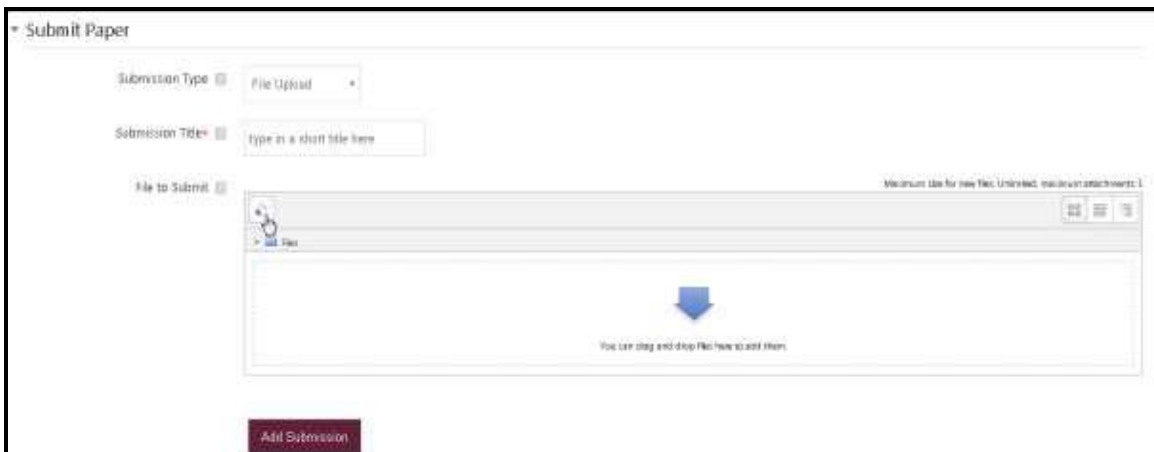 Submit Paper
Submission Type
File Upload
Submission Title*
type in a short title here
File to Submit
Maximum size for new files: Unlimited, maximum attachments: 1
Files
You can drag and drop files here to add them.
Add Submission